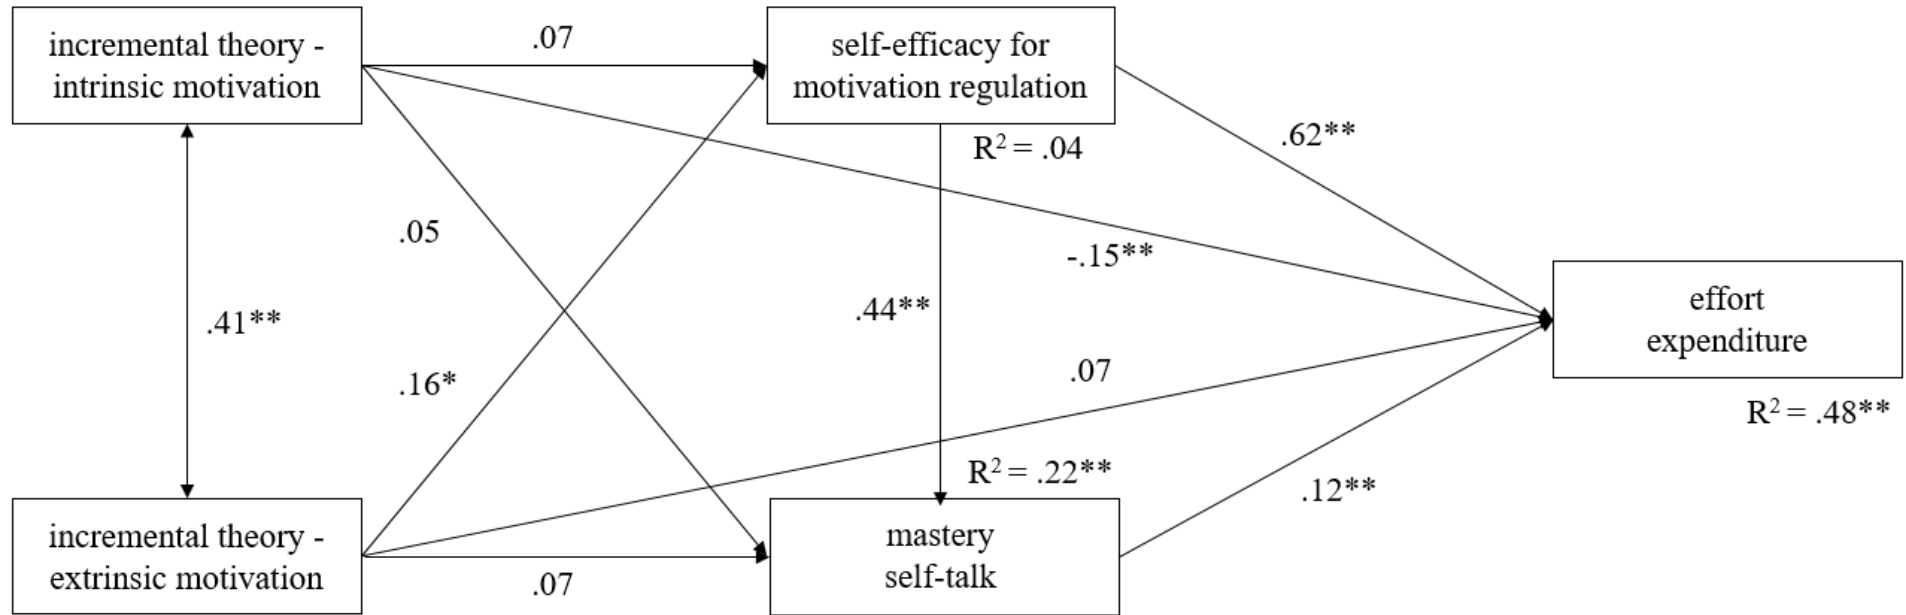 incremental theory -
intrinsic motivation
.07
self-efficacy for
motivation regulation
R² = .04
.62**
.05
-.15**
.41**
.44**
.16*
.07
effort
expenditure
R² = .48**
R² = .22**
.12**
incremental theory -
extrinsic motivation
.07
mastery
self-talk